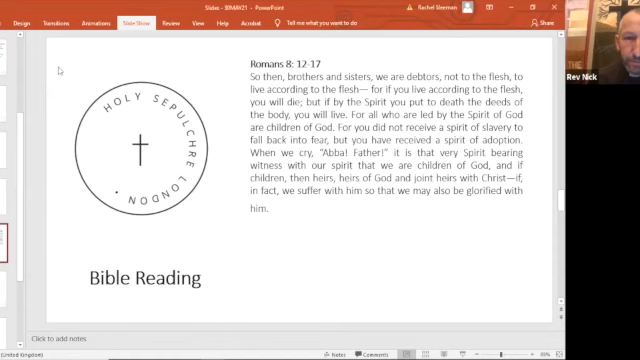 Slides - 30MAY21 - PowerPoint
Rachel Sleeman
Design
Transitions
Animations
Slide Show
Review
View
Recording
Help
Acrobat
Tell me what you want to do
Rev Nick
HOLY SEPULCHRE LONDON •
Bible Reading
Romans 8: 12-17
So then, brothers and sisters, we are debtors, not to the flesh, to
live according to the flesh— for if you live according to the flesh,
you will die; but if by the Spirit you put to death the deeds of
the body, you will live. For all who are led by the Spirit of God
are children of God. For you did not receive a spirit of slavery to
fall back into fear, but you have received a spirit of adoption.
When we cry, “Abba! Father!” it is that very Spirit bearing
witness with our spirit that we are children of God, and if
children, then heirs, heirs of God and joint heirs with Christ—if,
in fact, we suffer with him so that we may also be glorified with
him.
Click to add notes
(United Kingdom)
Notes
Comments